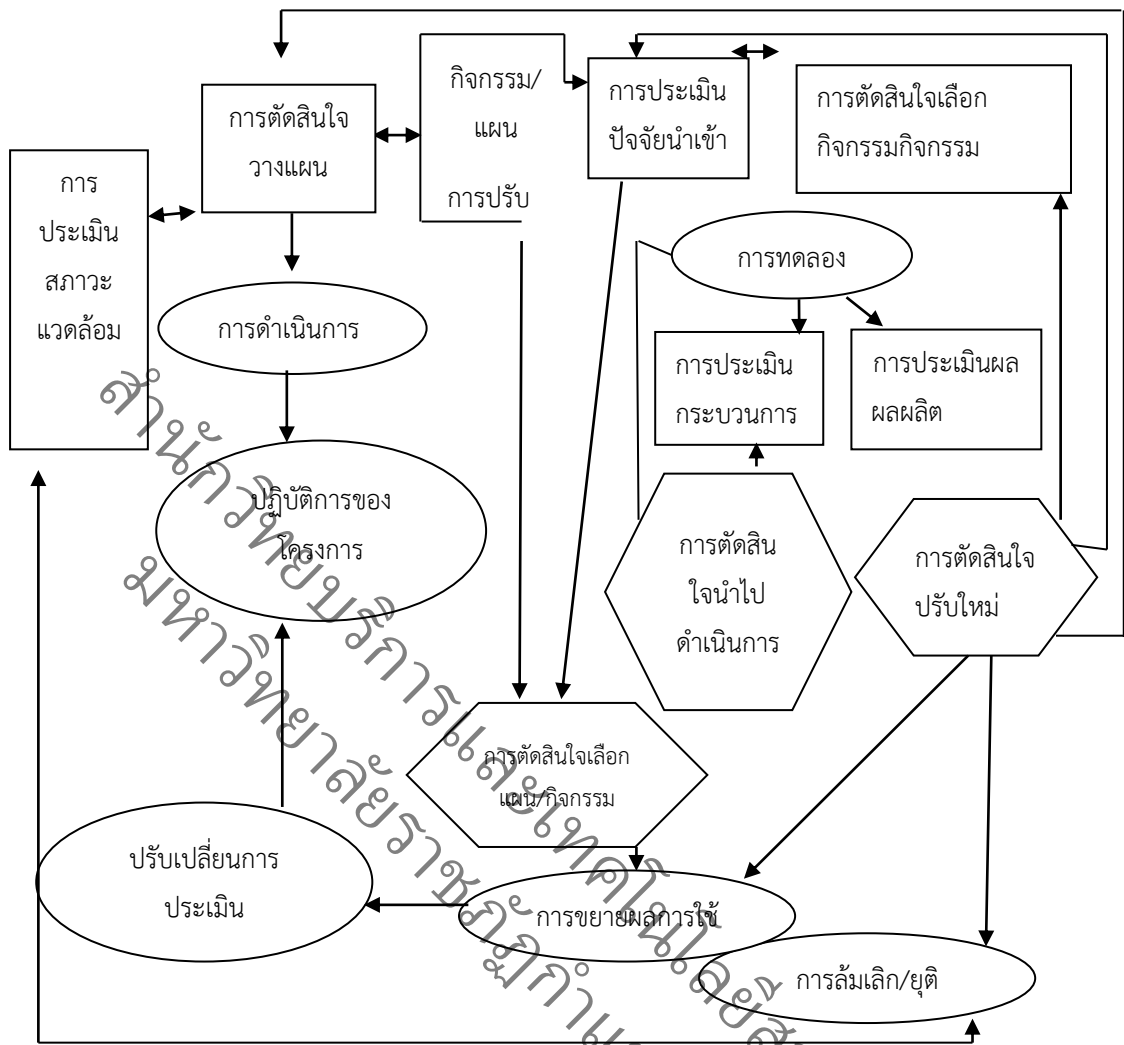 การตัดสินใจ
วางแผน
กิจกรรม/
แผน
การปรับ
การประเมิน
ปัจจัยนำเข้า
การตัดสินใจเลือก
กิจกรรมกิจกรรม
การ
ประเมิน
สภาวะ
แวดล้อม
การทดลอง
การดำเนินการ
การประเมิน
กระบวนการ
การประเมินผล
ผลผลิต
ปฏิบัติการของ
โครงการ
การตัดสิน
ใจนำไป
ดำเนินการ
การตัดสินใจ
ปรับใหม่
การตัดสินใจเลือก
แผน/กิจกรรม
ปรับเปลี่ยนการ
ประเมิน
การขยายผลการใช้
การล้มเลิก/ยุติ
สำนักวิทยบริการและเทคโนโลยีส
มหาวิทยาลัยราชภัฏกำแ